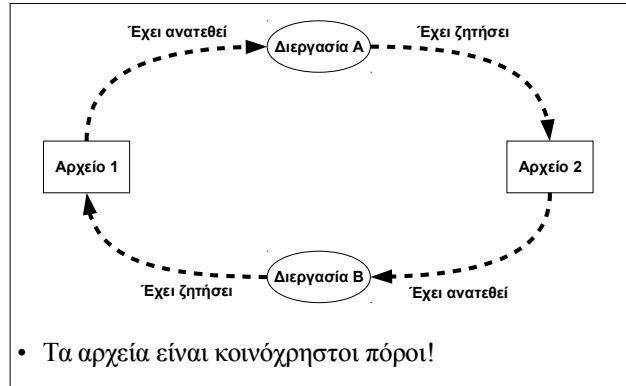 Έχει ανατεθεί
Διεργασία Α
Έχει ζητήσει
Αρχείο 1
Αρχείο 2
Έχει ζητήσει
Διεργασία Β
Έχει ανατεθεί
• Τα αρχεία είναι κοινόχρηστοι πόροι!